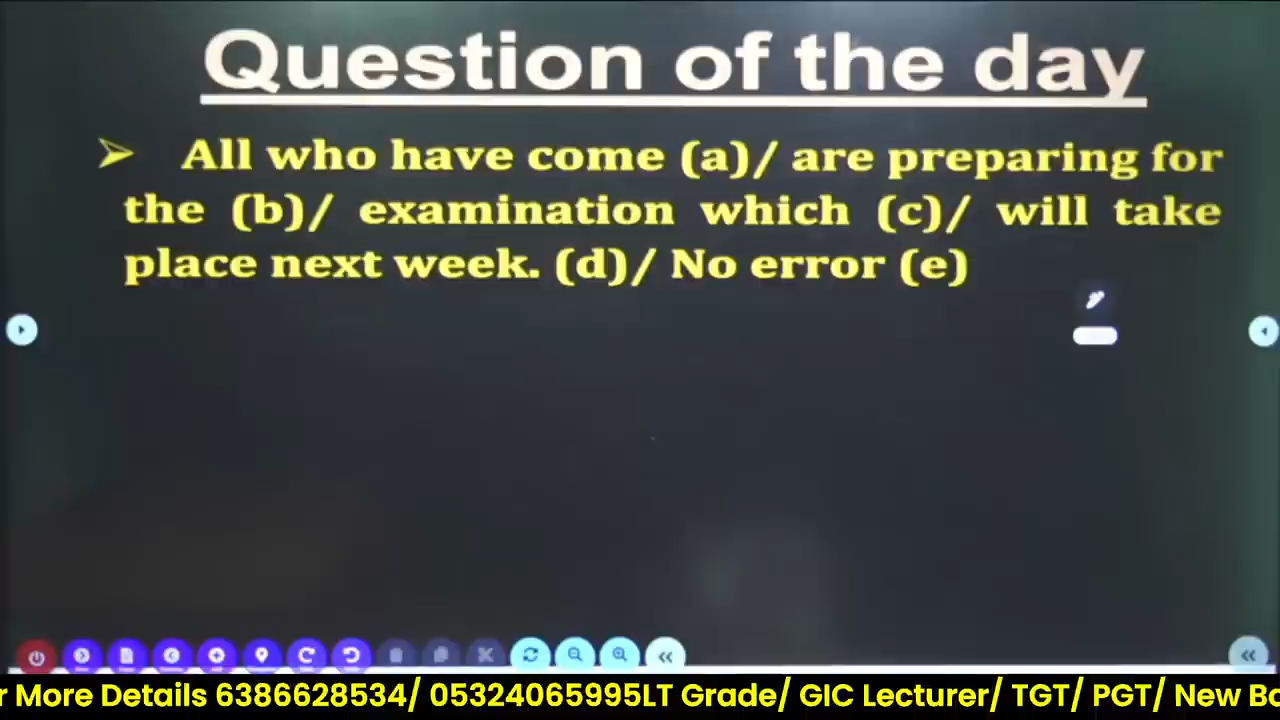 Question of the day
➢ All who have come (a)/ are preparing for
the (b)/ examination which (c)/ will take
place next week. (d)/ No error (e)
r More Details 6386628534/ 05324065995LT Grade/ GIC Lecturer/ TGT/ PGT/ New Ba